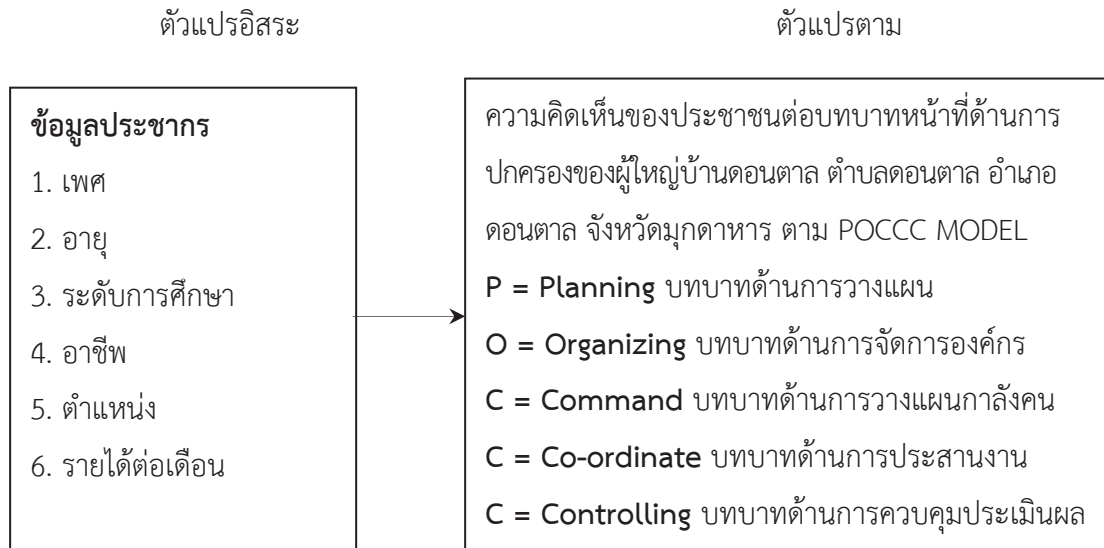 ตัวแปรอิสระ
ตัวแปรตาม
ข้อมูลประชากร
1. เพศ
2. อายุ
3. ระดับการศึกษา
4. อาชีพ
5. ตำแหน่ง
6. รายได้ต่อเดือน
ความคิดเห็นของประชาชนต่อบทบาทหน้าที่ด้านการ
ปกครองของผู้ใหญ่บ้านดอนตาล ตำบลดอนตาล อำเภอ
ดอนตาล จังหวัดมุกดาหาร ตาม POCCC MODEL
P = Planning บทบาทด้านการวางแผน
O = Organizing บทบาทด้านการจัดการองค์กร
C = Command บทบาทด้านการวางแผนกาลังคน
C = Co-ordinate บทบาทด้านการประสานงาน
C = Controlling บทบาทด้านการควบคุมประเมินผล